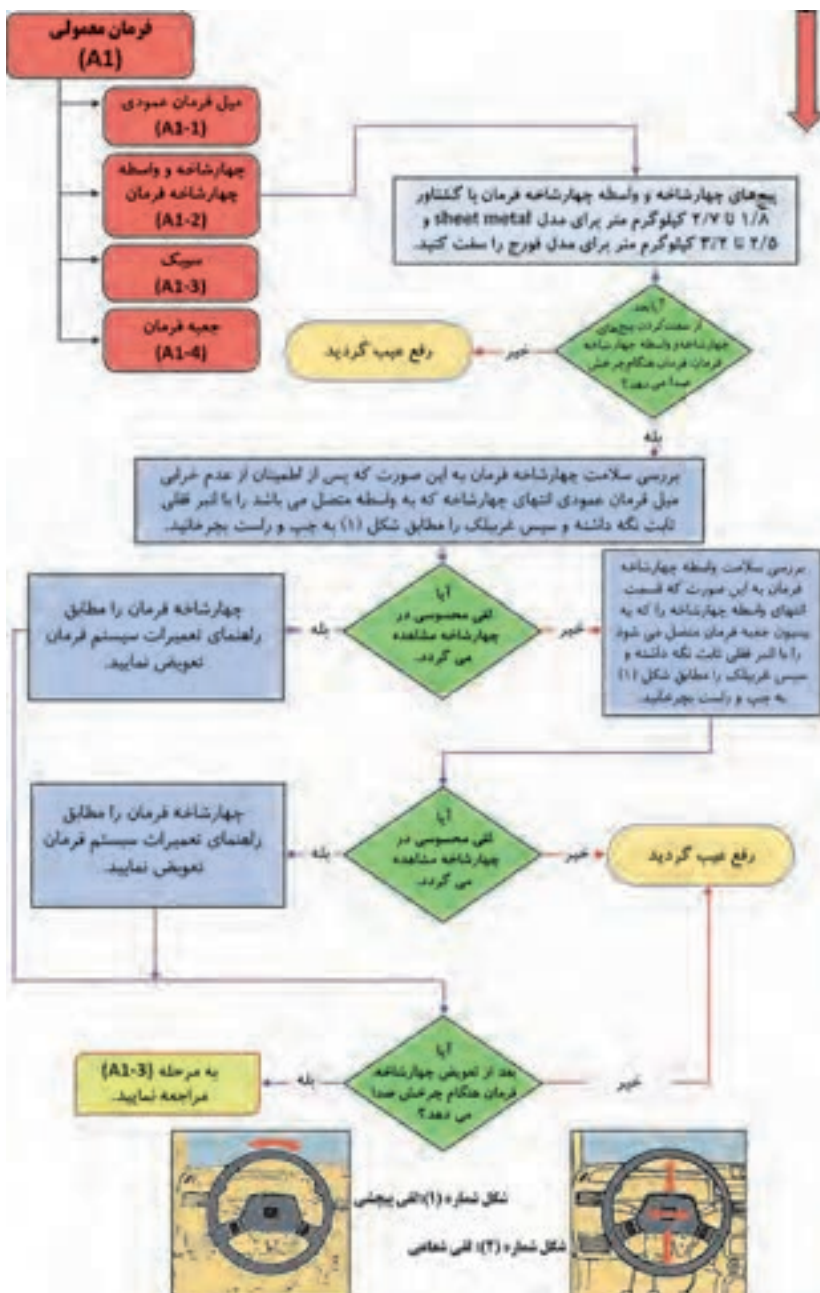 فرمان معمولی
(A1)
میل فرمان عمودی
(A1-1)
چهارشاخه و واسطه
چهارشاخه فرمان
(A1-2)
سیبک
(A1-3)
جعبه فرمان
(A1-4)
پیچ‌های چهارشاخه و واسطه چهارشاخه فرمان با گشتاور
۱/۸ تا ۲/۷ کیلوگرم متر برای مدل sheet metal و
۲/۵ تا ۳/۲ کیلوگرم متر برای مدل فورج را سفت کنید.
آیا بعد
از سفت کردن پیچ‌های
چهارشاخه و واسطه چهارشاخه
فرمان فرمان هنگام چرخش
صدا می دهد؟
خیر
رفع عیب گردید
بله
بررسی سلامت چهارشاخه فرمان به این صورت که پس از اطمینان از عدم خرابی
میل فرمان عمودی انتهای چهارشاخه که به واسطه متصل می باشد را با انبر قفلی
ثابت نگه داشته و سپس غربیلک را مطابق شکل (۱) به چپ و راست بچرخانید.
آیا
لقی محسوسی در
چهارشاخه مشاهده
می گردد.
بله
چهارشاخه فرمان را مطابق
راهنمای تعمیرات سیستم فرمان
تعویض نمایید.
خیر
بررسی سلامت واسطه چهارشاخه
فرمان به این صورت که قسمت
انتهای واسطه چهارشاخه را که به
پینیون جعبه فرمان متصل می شود
را با انبر قفلی ثابت نگه داشته و
سپس غربیلک را مطابق شکل (۱)
به چپ و راست بچرخانید.
آیا
لقی محسوسی در
چهارشاخه مشاهده
می گردد.
بله
چهارشاخه فرمان را مطابق
راهنمای تعمیرات سیستم فرمان
تعویض نمایید.
خیر
رفع عیب گردید
آیا
بعد از تعویض چهارشاخه،
فرمان هنگام چرخش صدا
می دهد؟
خیر
بله
به مرحله (A1-3)
مراجعه نمایید.
شکل شماره (۱): لقی پیچشی
شکل شماره (۲): لقی شعاعی